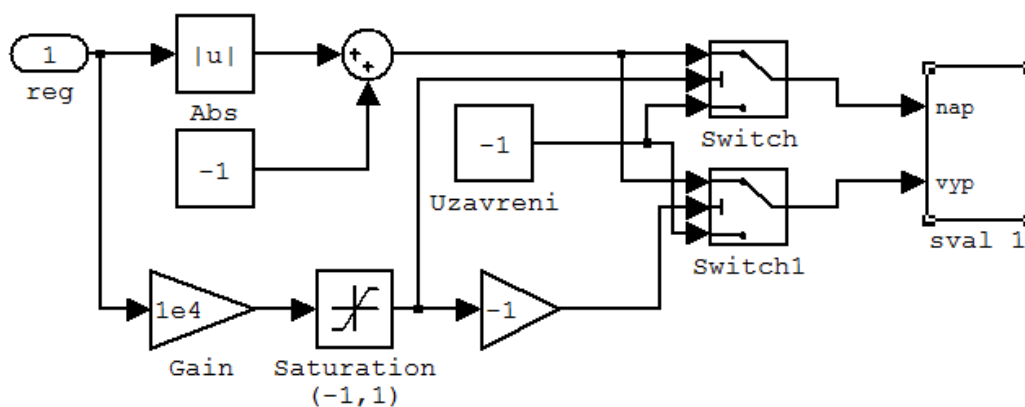 1
reg
|u|
Abs
+
+
-1
-1
Uzavreni
Switch
Switch1
nap
vyp
sval 1
1e4
Gain
Saturation
(-1,1)
-1